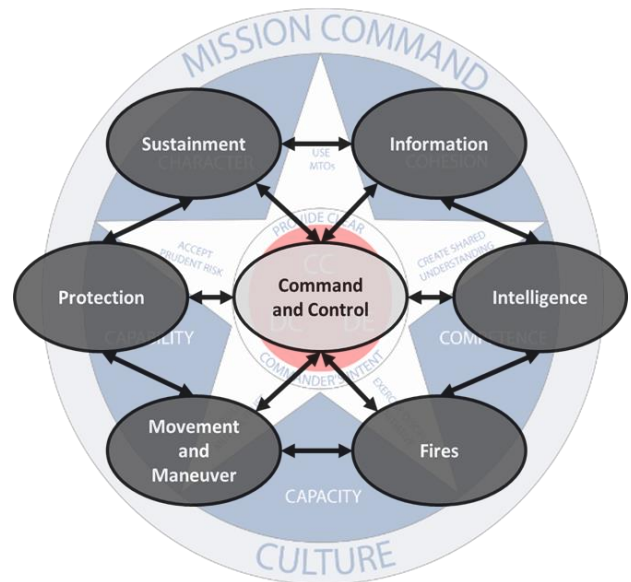 MISSION COMMAND
Sustainment
Information
CHARACTER
USE
MTOs
COHESION
PROVIDE CLEAR
ACCEPT
PRUDENT RISK
CREATE SHARED
UNDERSTANDING
CC
Protection
Command
and Control
Intelligence
DC
DE
CAPABILITY
COMPETENCE
COMMANDER'S INTENT
Movement
and
Maneuver
Fires
CAPACITY
CULTURE